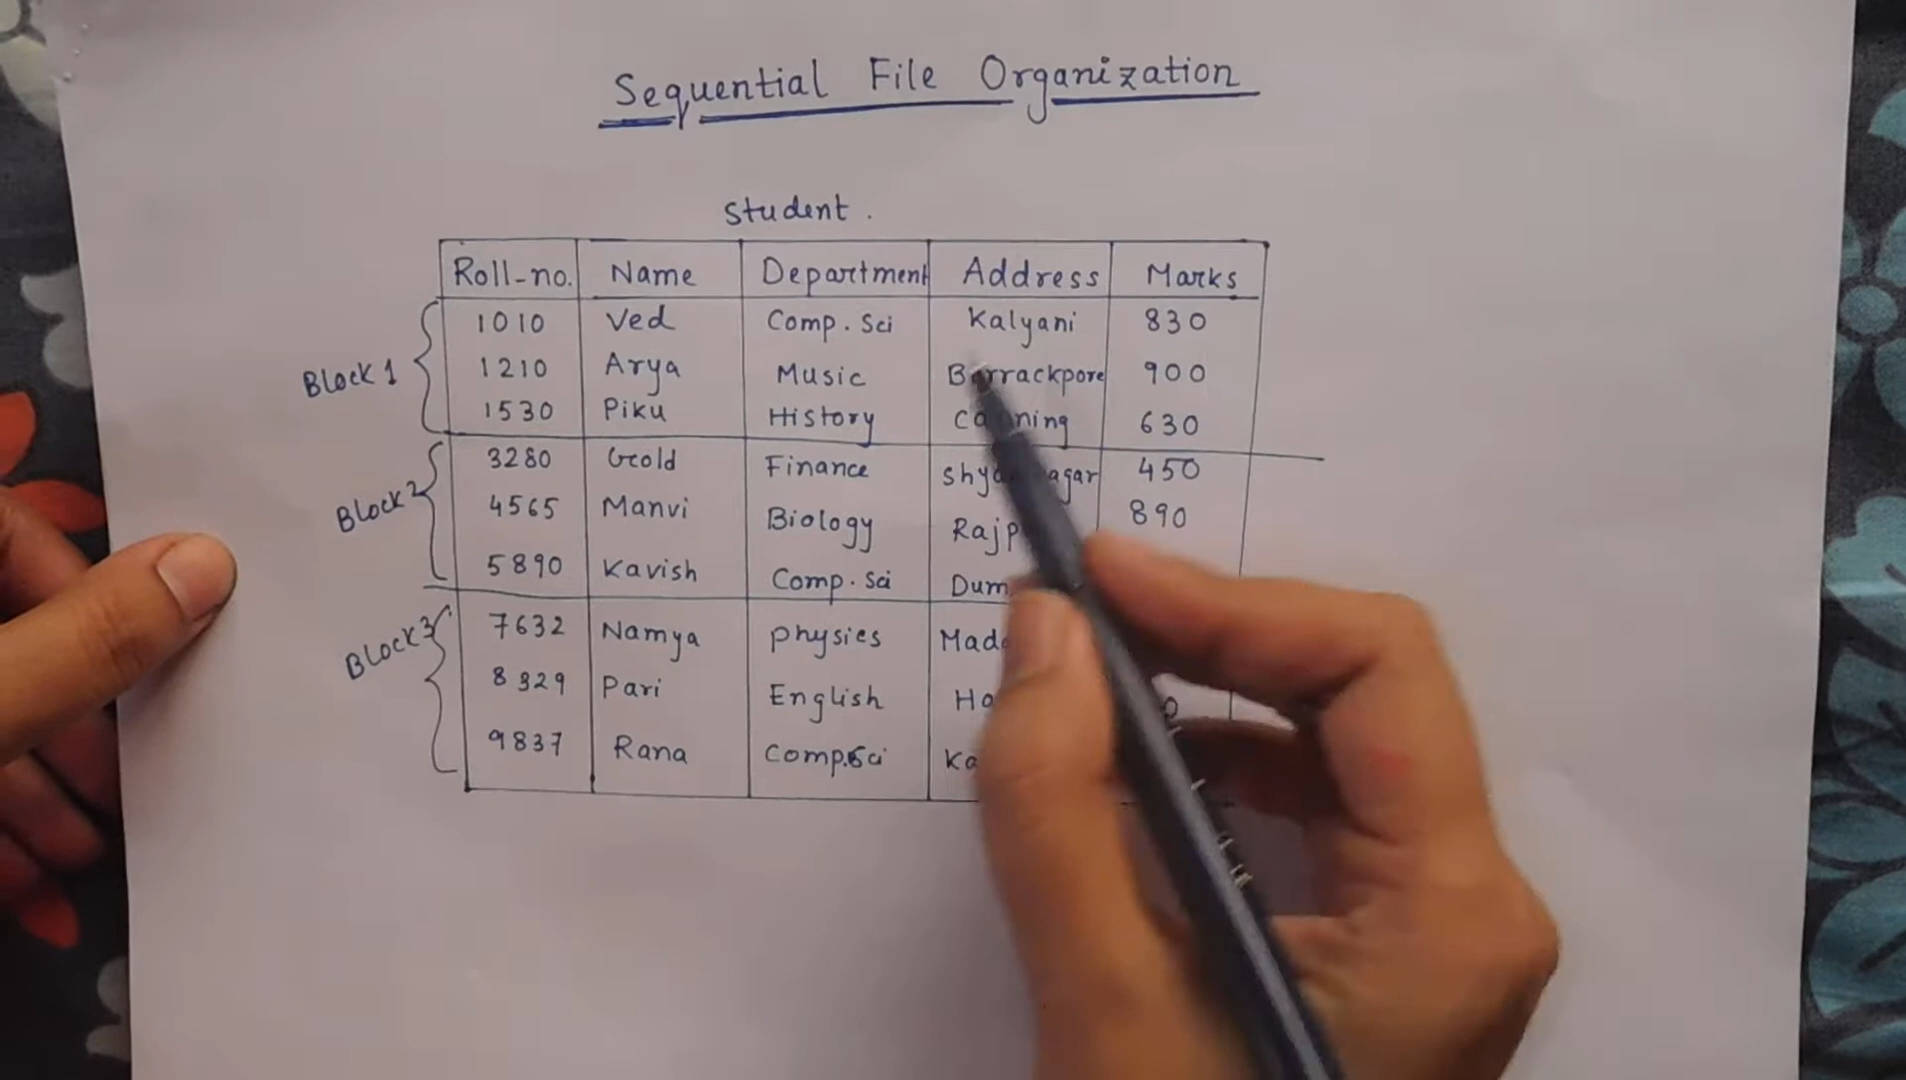 Sequential File Organization
Student .
Roll-no. Name Department Address Marks
Block 1
1010 Ved Comp. Sci Kalyani 830
1210 Arya Music Barrackpore 900
1530 Piku History Canning 630
Block 2
3280 Gold Finance 450
4565 Manvi Biology 890
5890 Kavish Comp. Sci
Block 3
7632 Namya Physics
8329 Pari English
9837 Rana Comp.Sci